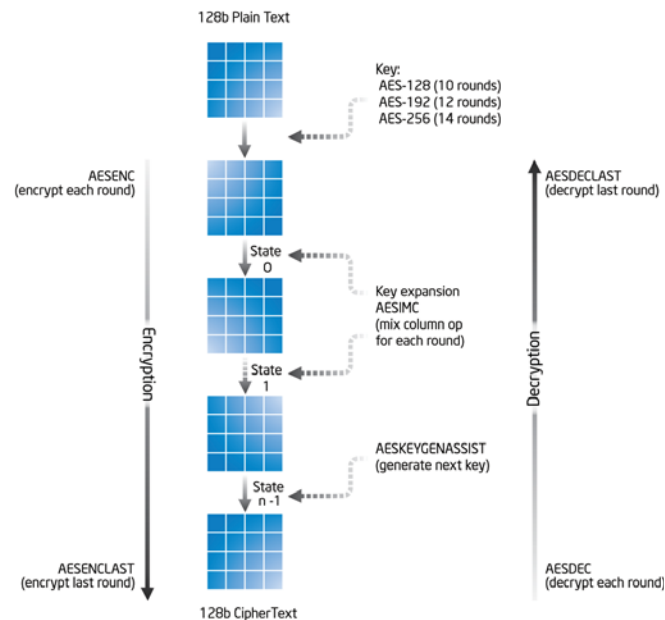 128b Plain Text
Key:
AES-128 (10 rounds)
AES-192 (12 rounds)
AES-256 (14 rounds)
AESENC
(encrypt each round)
AESDECLAST
(decrypt last round)
State
0
Key expansion
AESIMC
(mix column op
for each round)
Encryption
Decryption
State
1
AESKEYGENASSIST
(generate next key)
State
n -1
AESENCLAST
(encrypt last round)
AESDEC
(decrypt each round)
128b CipherText